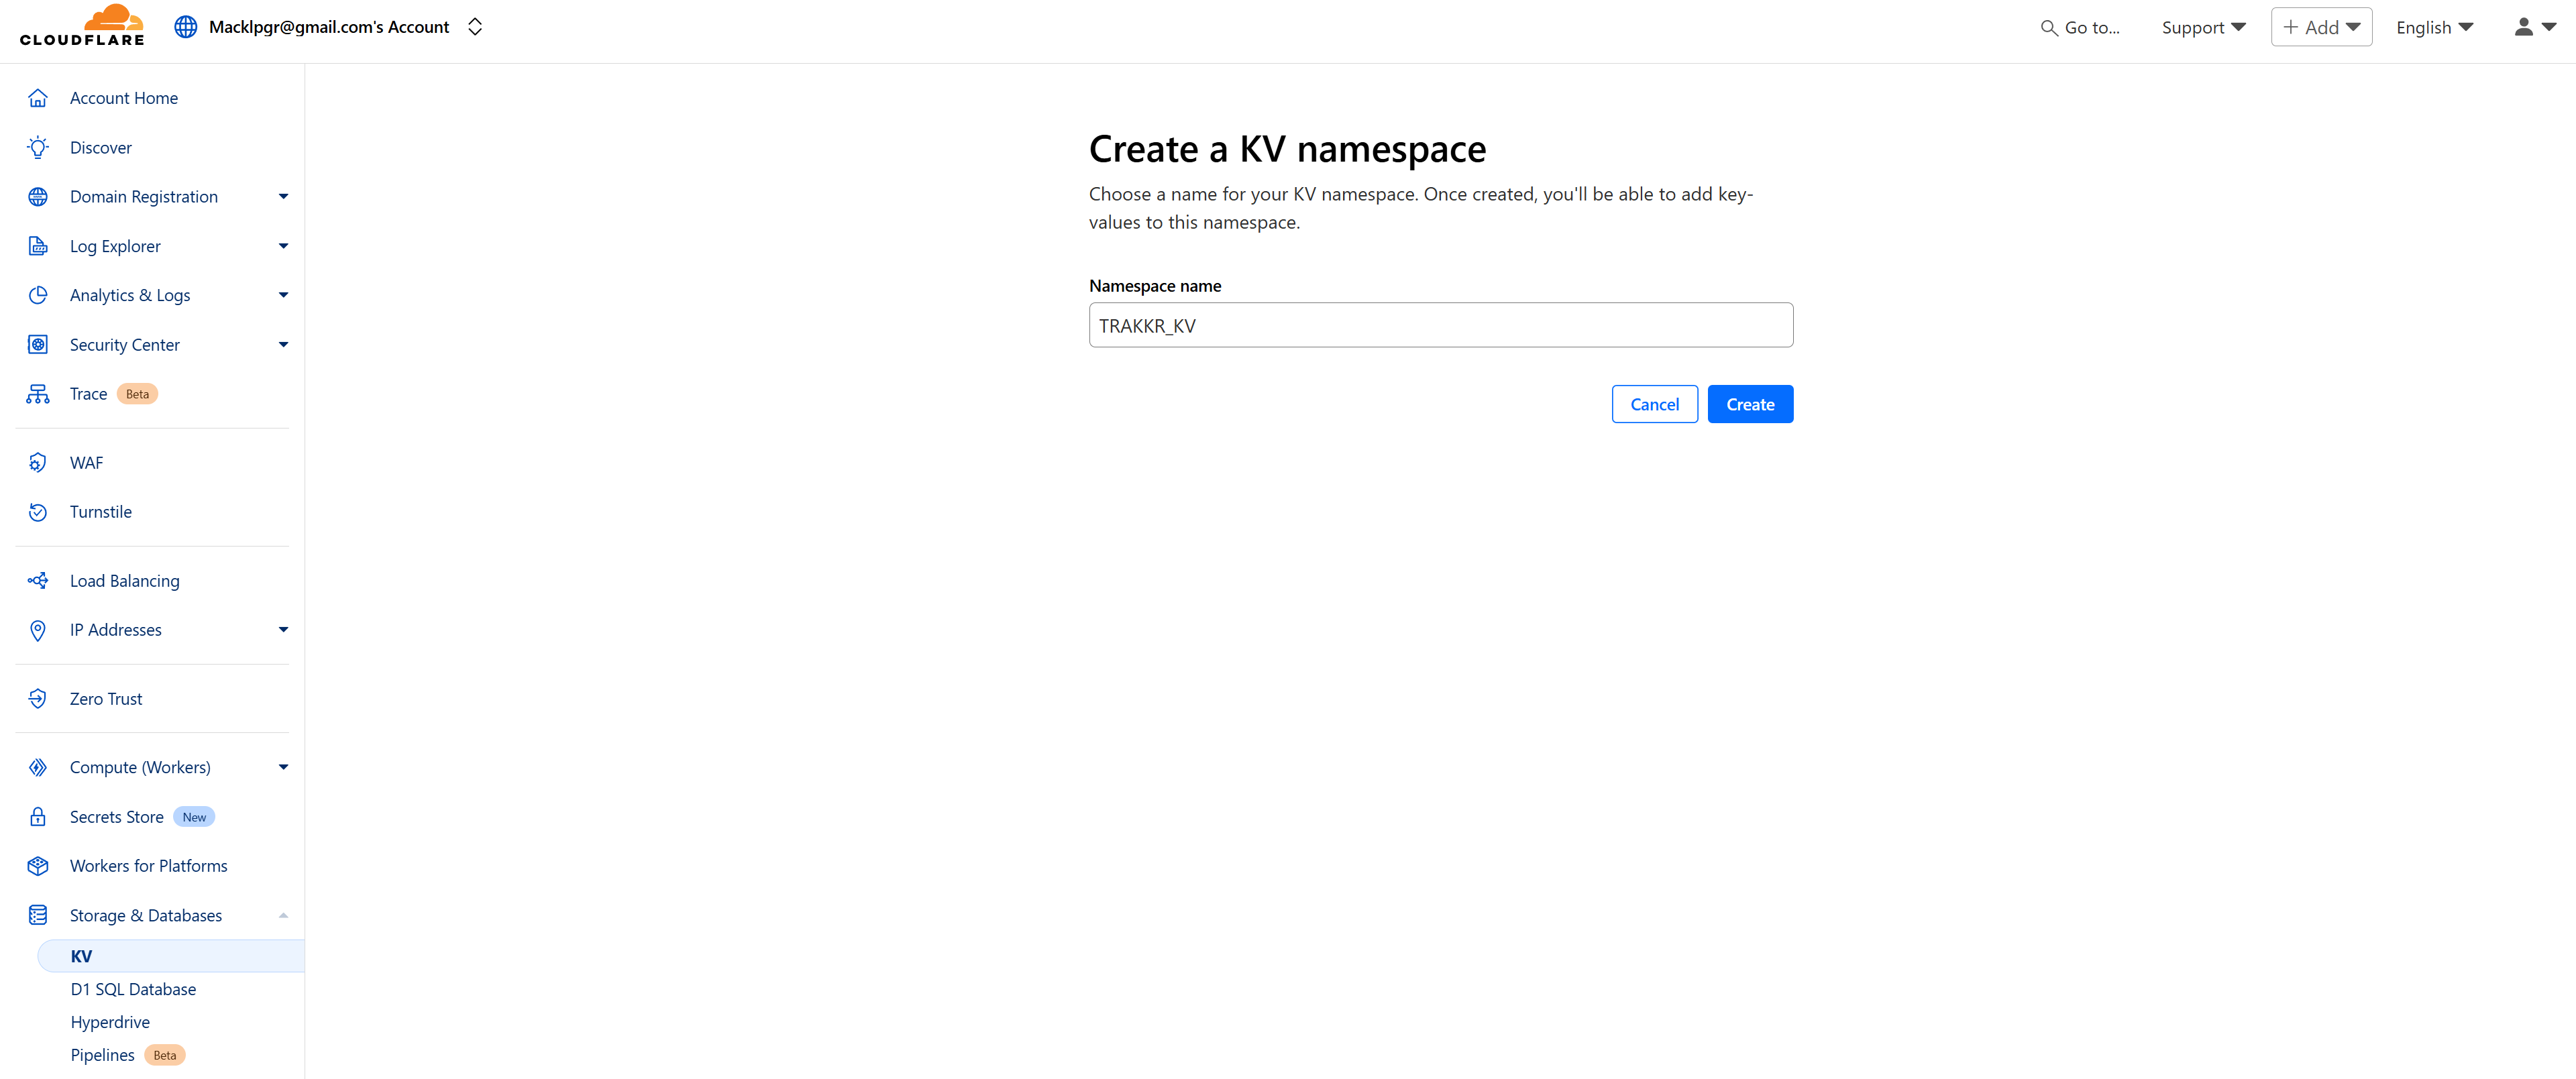 CLOUDFLARE
Macklpgr@gmail.com's Account
Go to...
Support
+ Add
English
Account Home
Discover
Domain Registration
Log Explorer
Analytics & Logs
Security Center
Trace Beta
WAF
Turnstile
Load Balancing
IP Addresses
Zero Trust
Compute (Workers)
Secrets Store New
Workers for Platforms
Storage & Databases
KV
D1 SQL Database
Hyperdrive
Pipelines Beta
Create a KV namespace
Choose a name for your KV namespace. Once created, you'll be able to add key-
values to this namespace.
Namespace name
TRAKKR_KV
Cancel Create